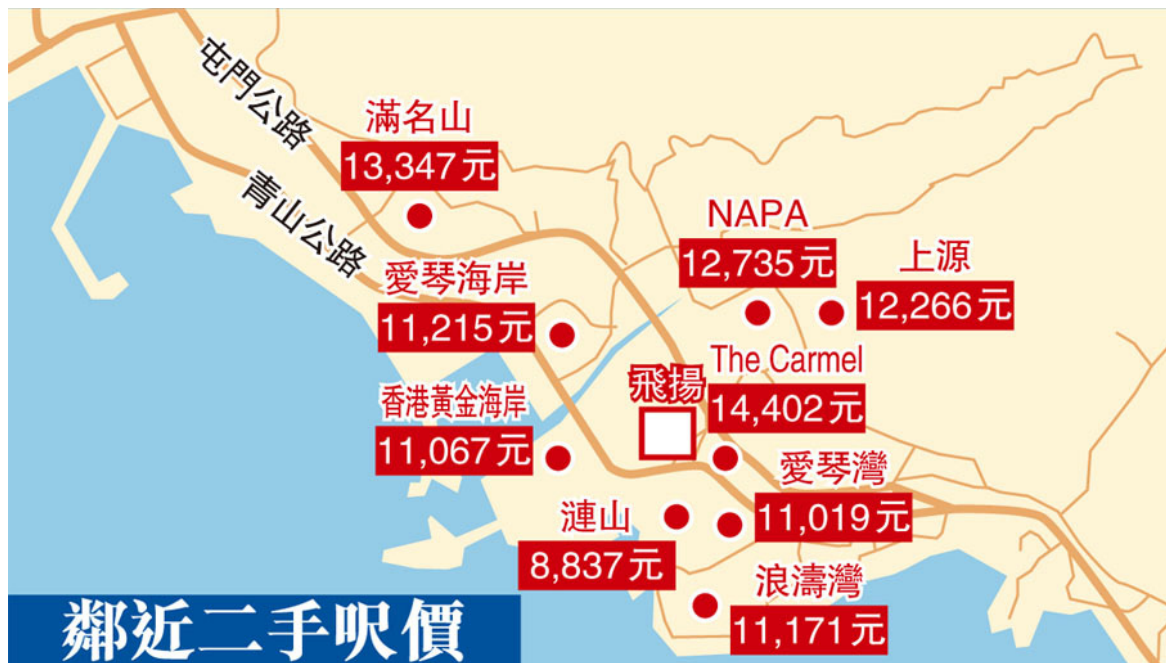 屯門公路
青山公路
滿名山
13,347元
NAPA
12,735元
上源
12,266元
愛琴海岸
11,215元
The Carmel
14,402元
飛揚
香港黃金海岸
11,067元
愛琴灣
11,019元
漣山
8,837元
浪濤灣
11,171元
鄰近二手呎價